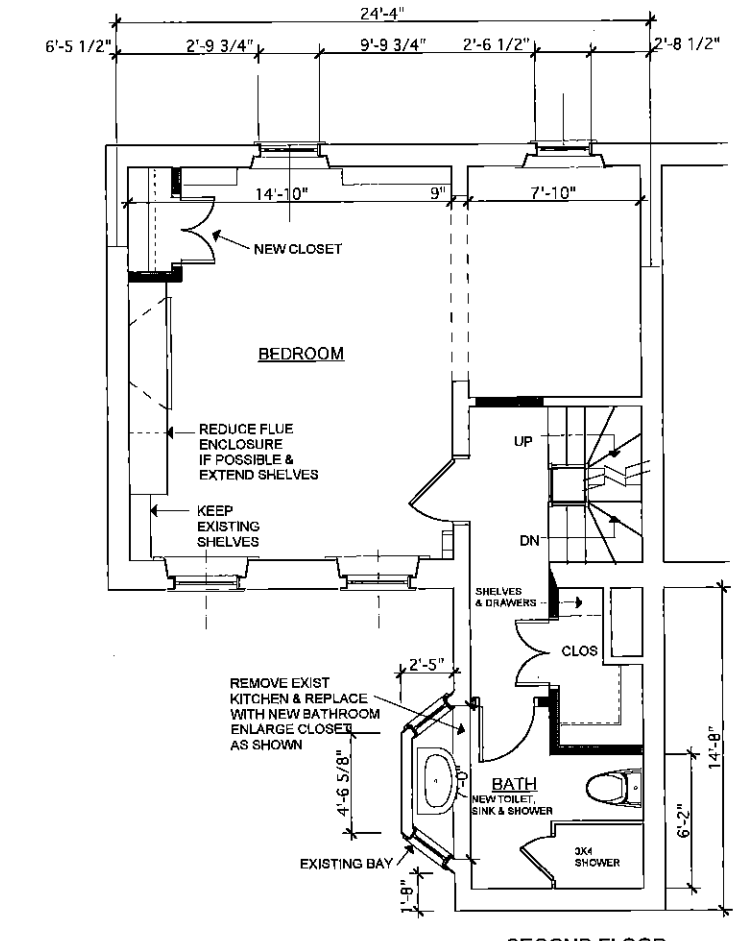 24'-4"
6'-5 1/2"
2'-9 3/4"
9'-9 3/4"
2'-6 1/2"
2'-8 1/2"
14'-10"
9"
7'-10"
NEW CLOSET
BEDROOM
REDUCE FLUE
ENCLOSURE
IF POSSIBLE &
EXTEND SHELVES
UP
KEEP
EXISTING
SHELVES
DN
SHELVES
& DRAWERS
CLOS
2'-5"
REMOVE EXIST
KITCHEN & REPLACE
WITH NEW BATHROOM
ENLARGE CLOSET
AS SHOWN
14'-8"
4'-6 5/8"
BATH
NEW TOILET,
SINK & SHOWER
6'-2"
3X4
SHOWER
EXISTING BAY
1'-8"
SECOND FLOOR